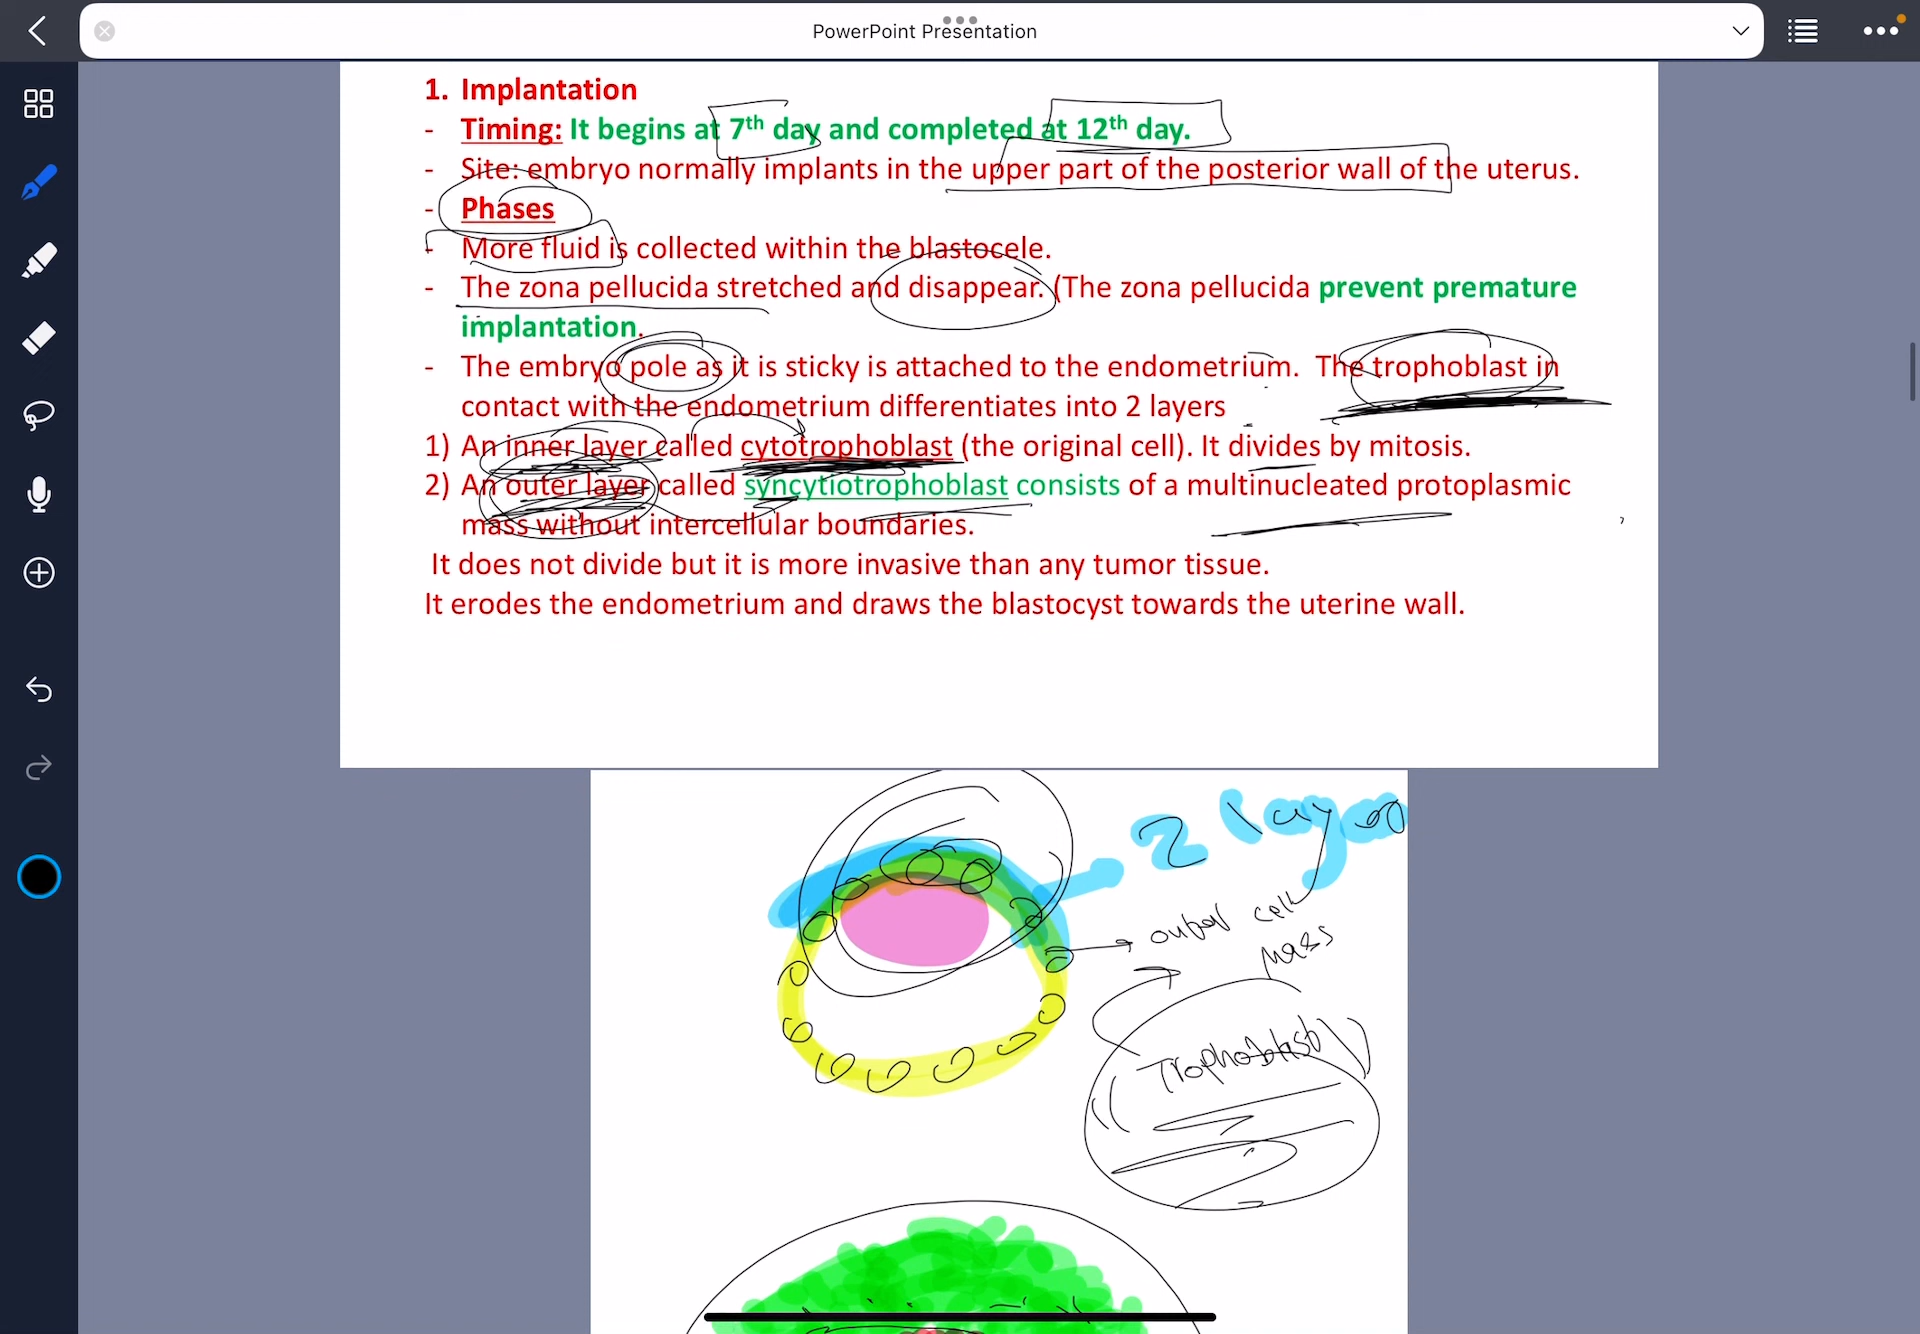 PowerPoint Presentation
1. Implantation
- Timing: It begins at 7th day and completed at 12th day.
- Site: embryo normally implants in the upper part of the posterior wall of the uterus.
- Phases
- More fluid is collected within the blastocele.
- The zona pellucida stretched and disappear. (The zona pellucida prevent premature
implantation.
- The embryo pole as it is sticky is attached to the endometrium. The trophoblast in
contact with the endometrium differentiates into 2 layers
1) An inner layer called cytotrophoblast (the original cell). It divides by mitosis.
2) An outer layer called syncytiotrophoblast consists of a multinucleated protoplasmic
mass without intercellular boundaries.
It does not divide but it is more invasive than any tumor tissue.
It erodes the endometrium and draws the blastocyst towards the uterine wall.
2 layer
cell
mass
Trophoblast